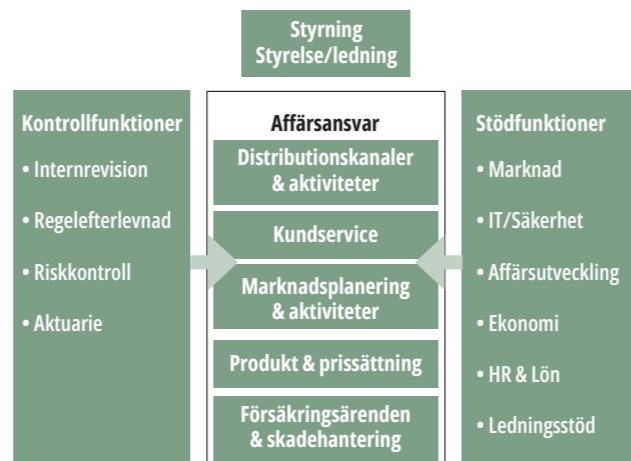 Styrning
Styrelse/ledning
Kontrollfunktioner
• Internrevision
• Regelefterlevnad
• Riskkontroll
• Aktuarie
Affärsansvar
Distributionskanaler
& aktiviteter
Kundservice
Marknadsplanering
& aktiviteter
Produkt & prissättning
Försäkringsärenden
& skadehantering
Stödfunktioner
• Marknad
• IT/Säkerhet
• Affärsutveckling
• Ekonomi
• HR & Lön
• Ledningsstöd